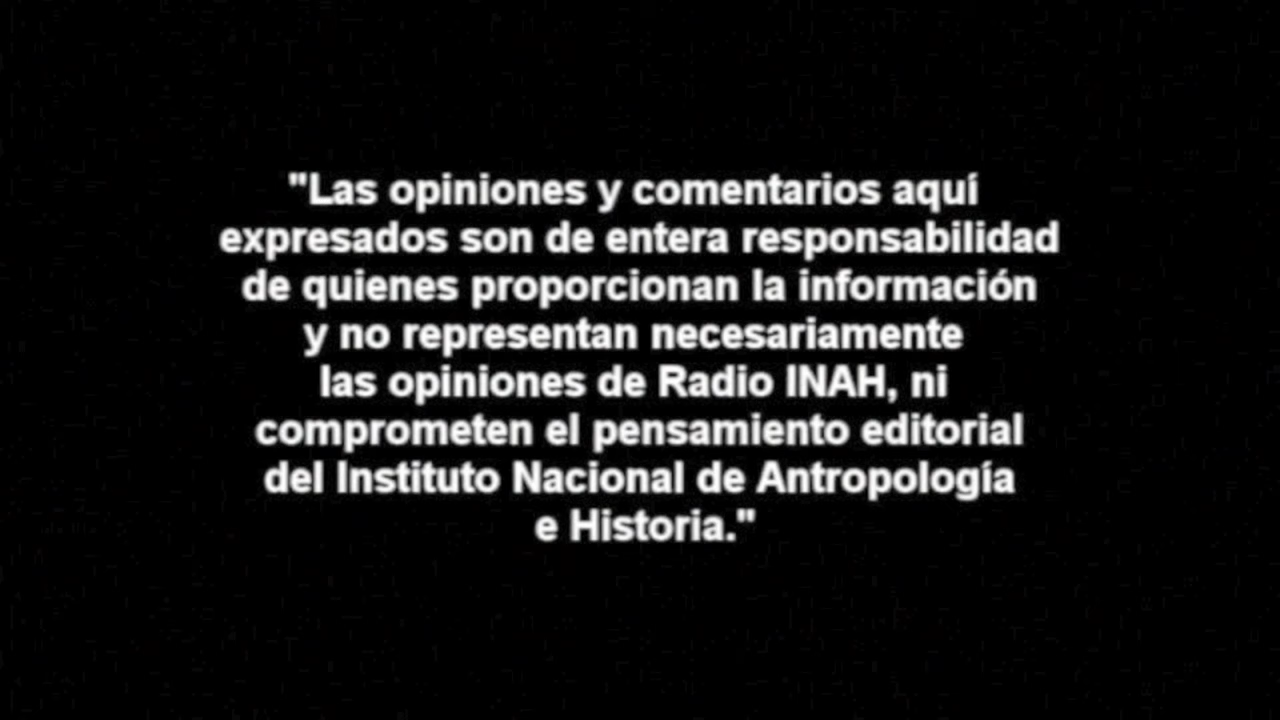 "Las opiniones y comentarios aquí
expresados son de entera responsabilidad
de quienes proporcionan la información
y no representan necesariamente
las opiniones de Radio INAH, ni
comprometen el pensamiento editorial
del Instituto Nacional de Antropología
e Historia."